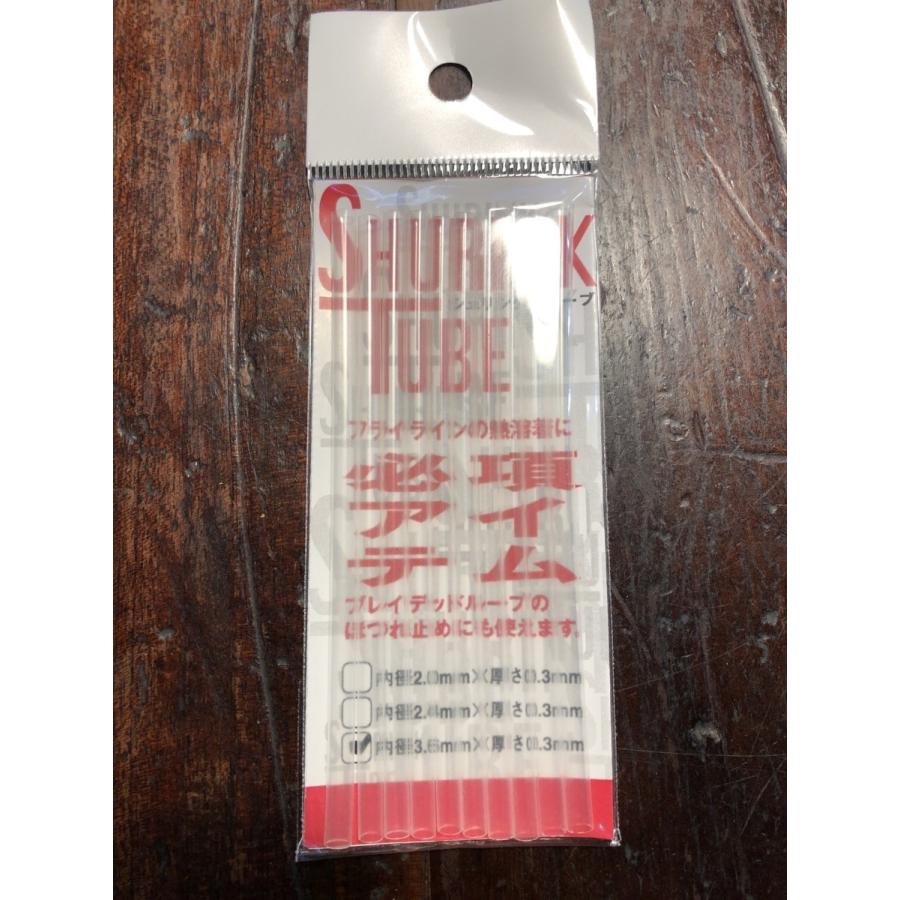 SHURINK
シュリンクチューブ
TUBE
フライラインの熱溶着に
必項
アイ
テム
ブレイデッドループの
ほつれ止めにも使えます。
内径2.0mm×厚さ0.3mm
内径2.4mm×厚さ0.3mm
内径3.6mm×厚さ0.3mm